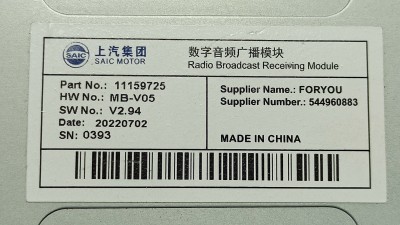 SAIC
上汽集团
SAIC MOTOR
数字音频广播模块
Radio Broadcast Receiving Module
Part No.: 11159725
HW No.: MB-V05
SW No.: V2.94
Date: 20220702
SN: 0393
Supplier Name.: FORYOU
Supplier Number.: 544960883
MADE IN CHINA